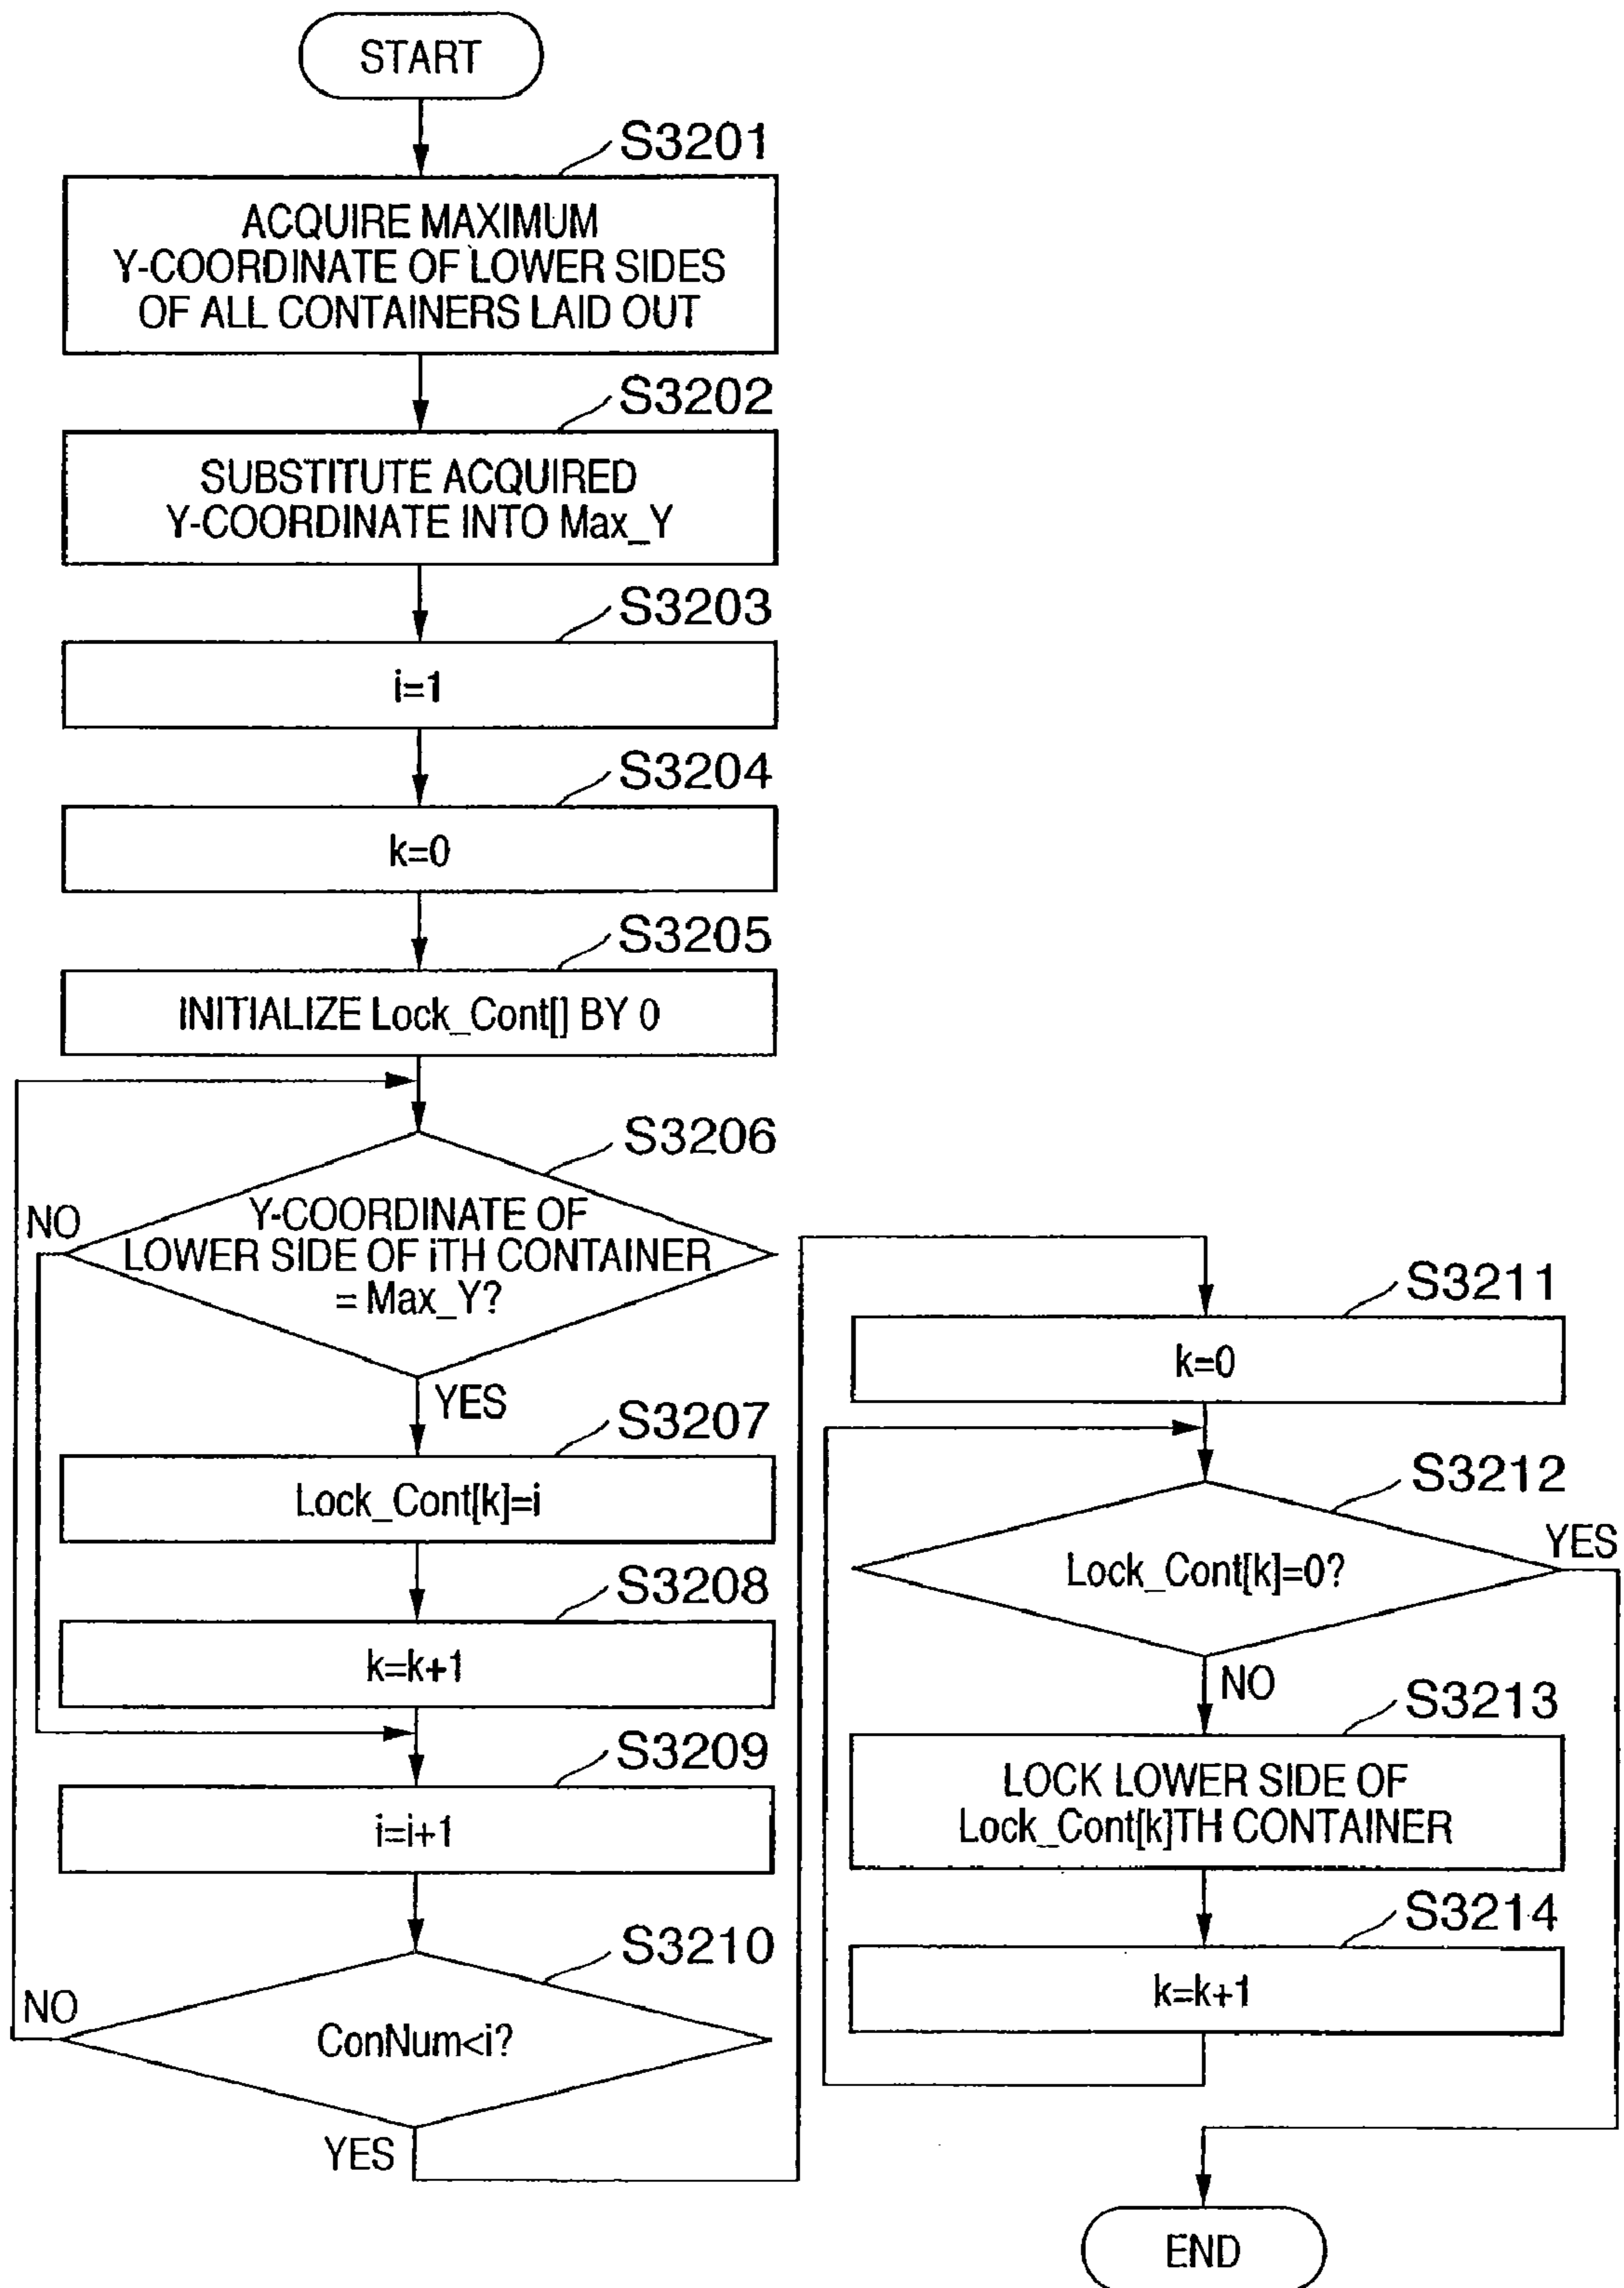 START
S3201
ACQUIRE MAXIMUM
Y-COORDINATE OF LOWER SIDES
OF ALL CONTAINERS LAID OUT
S3202
SUBSTITUTE ACQUIRED
Y-COORDINATE INTO Max_Y
S3203
i=1
S3204
k=0
S3205
INITIALIZE Lock_Cont[] BY 0
S3206
NO
Y-COORDINATE OF
LOWER SIDE OF iTH CONTAINER
= Max_Y?
YES
S3207
Lock_Cont[k]=i
S3208
k=k+1
S3209
i=i+1
S3210
NO
ConNum<i?
YES
S3211
k=0
S3212
YES
Lock_Cont[k]=0?
NO
S3213
LOCK LOWER SIDE OF
Lock_Cont[k]TH CONTAINER
S3214
k=k+1
END